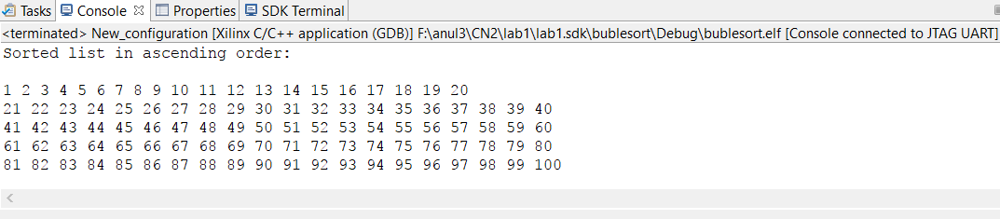 Tasks Console Properties SDK Terminal
<terminated> New_configuration [Xilinx C/C++ application (GDB)] F:\anul3\CN2\lab1\lab1.sdk\bublesort\Debug\bublesort.elf [Console connected to JTAG UART]
Sorted list in ascending order:
1 2 3 4 5 6 7 8 9 10 11 12 13 14 15 16 17 18 19 20
21 22 23 24 25 26 27 28 29 30 31 32 33 34 35 36 37 38 39 40
41 42 43 44 45 46 47 48 49 50 51 52 53 54 55 56 57 58 59 60
61 62 63 64 65 66 67 68 69 70 71 72 73 74 75 76 77 78 79 80
81 82 83 84 85 86 87 88 89 90 91 92 93 94 95 96 97 98 99 100